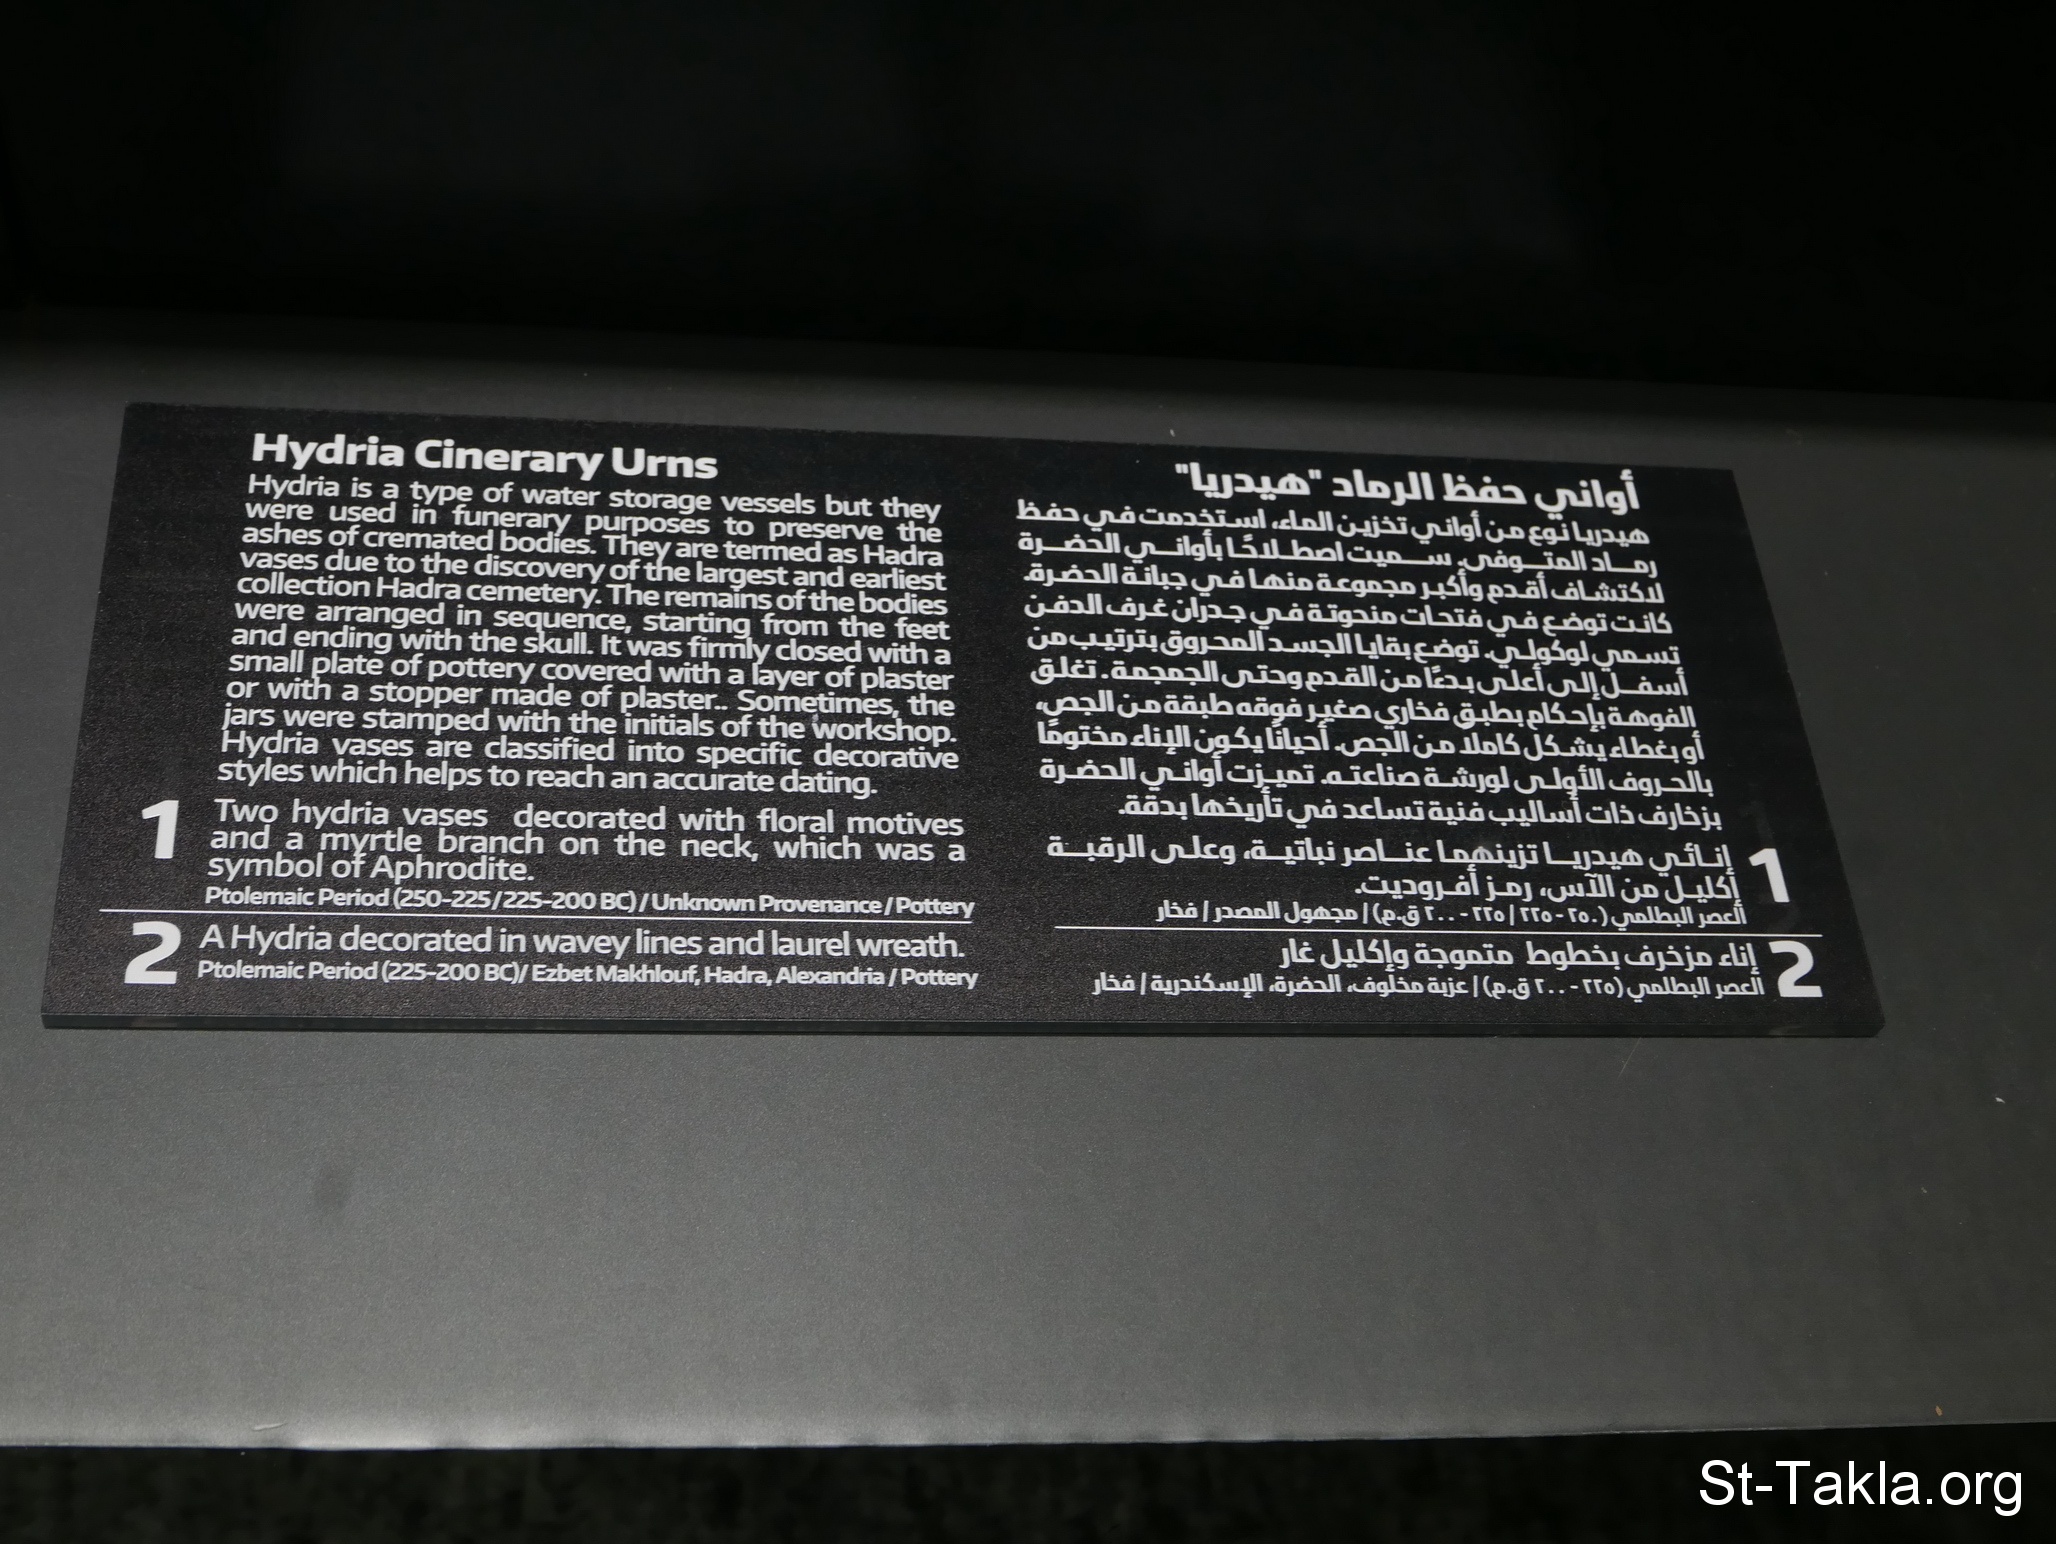 Hydria Cinerary Urns
Hydria is a type of water storage vessels but they
were used in funerary purposes to preserve the
ashes of cremated bodies. They are termed as Hadra
vases due to the discovery of the largest and earliest
collection Hadra cemetery. The remains of the bodies
were arranged in sequence, starting from the feet
and ending with the skull. It was firmly closed with a
small plate of pottery covered with a layer of plaster
or with a stopper made of plaster.. Sometimes, the
jars were stamped with the initials of the workshop.
Hydria vases are classified into specific decorative
styles which helps to reach an accurate dating.
1 Two hydria vases decorated with floral motives
and a myrtle branch on the neck, which was a
symbol of Aphrodite.
Ptolemaic Period (250-225/225-200 BC) / Unknown Provenance / Pottery
2 A Hydria decorated in wavey lines and laurel wreath.
Ptolemaic Period (225-200 BC)/ Ezbet Makhlouf, Hadra, Alexandria / Pottery
أواني حفظ الرماد "هيدريا"
هيدريا نوع من أواني تخزين الماء، استخدمت في حفظ
رماد المتوفى. سميت اصطلاحًا بأواني الحضرة
لاكتشاف أقدم وأكبر مجموعة منها في جبانة الحضرة.
كانت توضع في فتحات منحوتة في جدران غرف الدفن
تسمي لوكولي. توضع بقايا الجسد المحروق بترتيب من
أسفل إلى أعلى بدءًا من القدم وحتى الجمجمة. تغلق
الفوهة بإحكام بطبق فخاري صغير فوقه طبقة من الجص،
أو بغطاء يشكل كاملا من الجص. أحيانًا يكون الإناء مختومًا
بالحروف الأولى لورشة صناعته. تميزت أواني الحضرة
بزخارف ذات أساليب فنية تساعد في تأريخها بدقة.
1 إنائي هيدريا تزينهما عناصر نباتية، وعلى الرقبة
إكليل من الآس، رمز أفروديت.
العصر البطلمي (٢٥٠-٢٢٥ / ٢٢٥-٢٠٠ ق.م) / مجهول المصدر / فخار
2 إناء مزخرف بخطوط متموجة وإكليل غار
العصر البطلمي (٢٢٥-٢٠٠ ق.م) / عزبة مخلوف، الحضرة، الإسكندرية / فخار
St-Takla.org